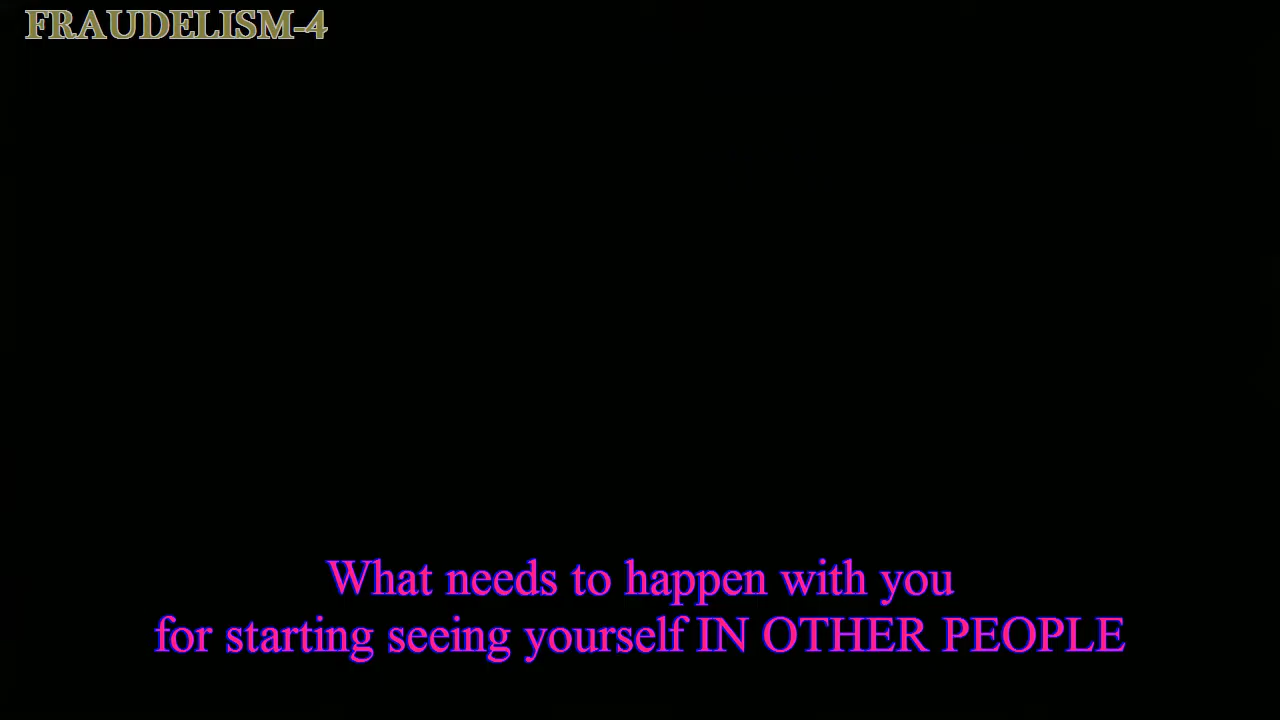 FRAUDELISM-4
What needs to happen with you
for starting seeing yourself IN OTHER PEOPLE